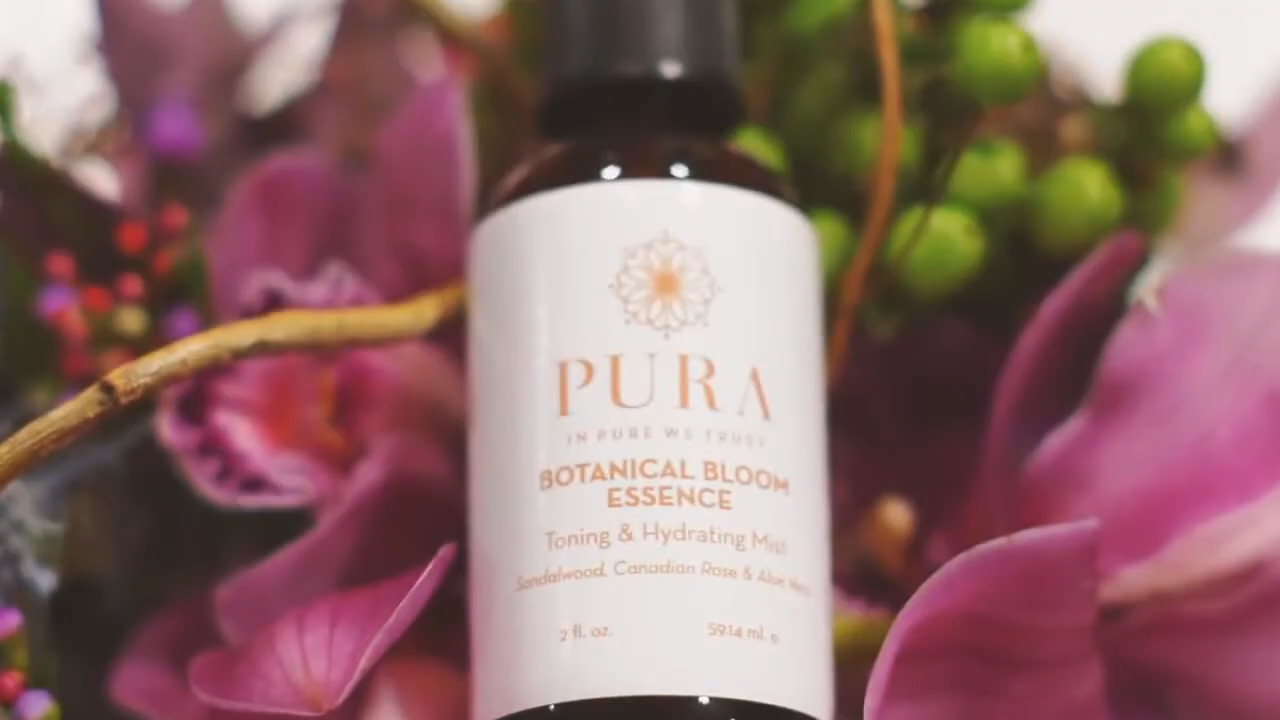 PURA
IN PURE WE TRUST
BOTANICAL BLOOM
ESSENCE
Toning & Hydrating Mist
Sandalwood, Canadian Rose & Aloe Vera
2 fl. oz. 59.14 ml. e